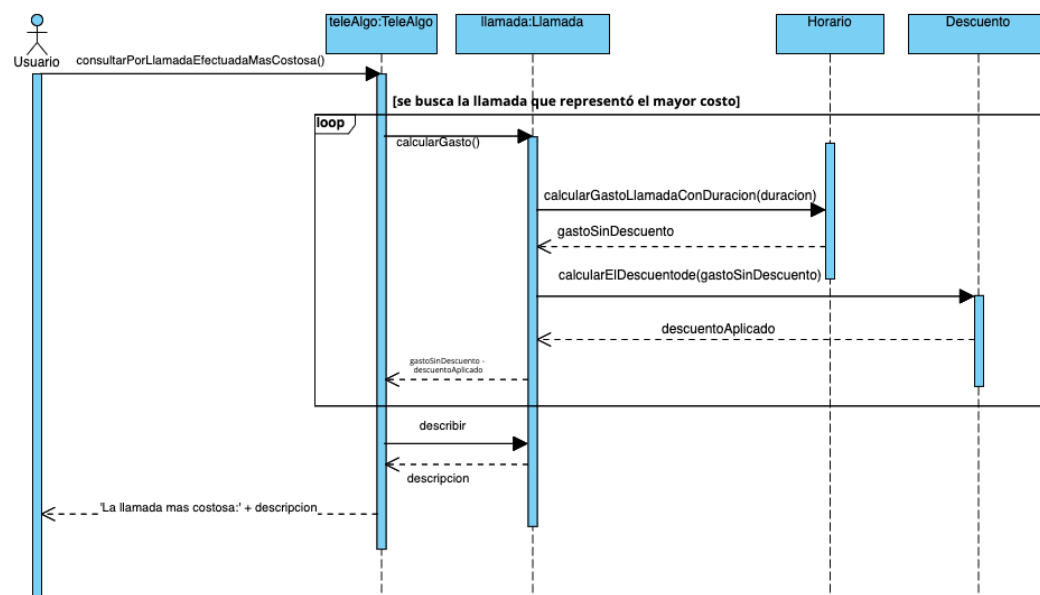 teleAlgo:TeleAlgo
llamada:Llamada
Horario
Descuento
Usuario
consultarPorLlamadaEfectuadaMasCostosa()
[se busca la llamada que representó el mayor costo]
loop
calcularGasto()
calcularGastoLlamadaConDuracion(duracion)
gastoSinDescuento
calcularElDescuentode(gastoSinDescuento)
descuentoAplicado
gastoSinDescuento -
descuentoAplicado
describir
descripcion
'La llamada mas costosa:' + descripcion